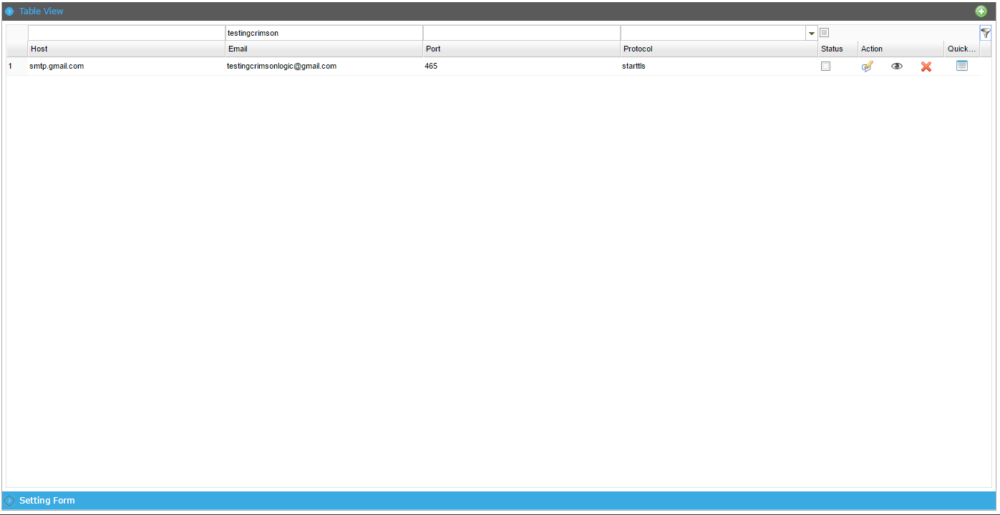 Table View
testingcrimson
Host Email Port Protocol Status Action Quick...
1 smtp.gmail.com testingcrimsonlogic@gmail.com 465 starttls
Setting Form